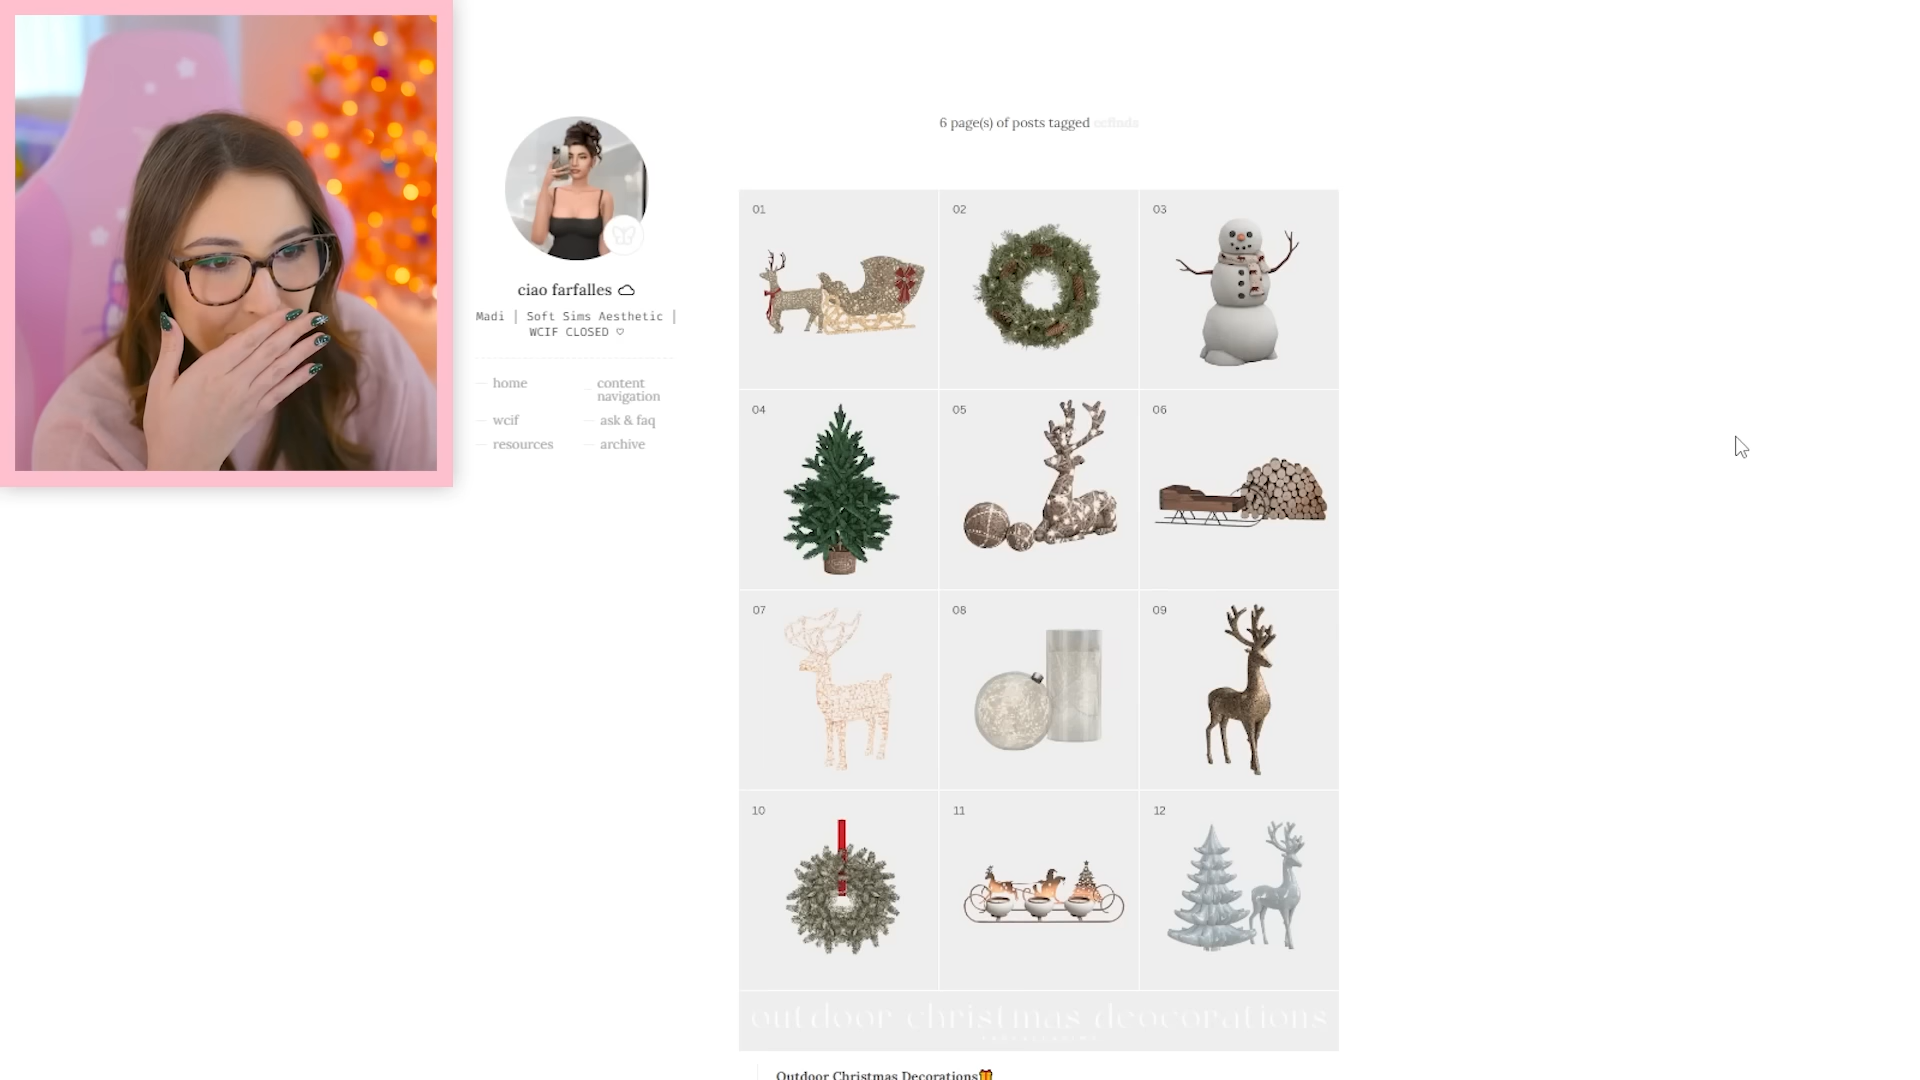 6 page(s) of posts tagged ccfinds
ciao farfalles
Madi | Soft Sims Aesthetic |
WCIF CLOSED ♡
home
content
navigation
wcif
ask & faq
resources
archive
01
02
03
04
05
06
07
08
09
10
11
12
outdoor christmas deocorations
Outdoor Christmas Decorations🎁